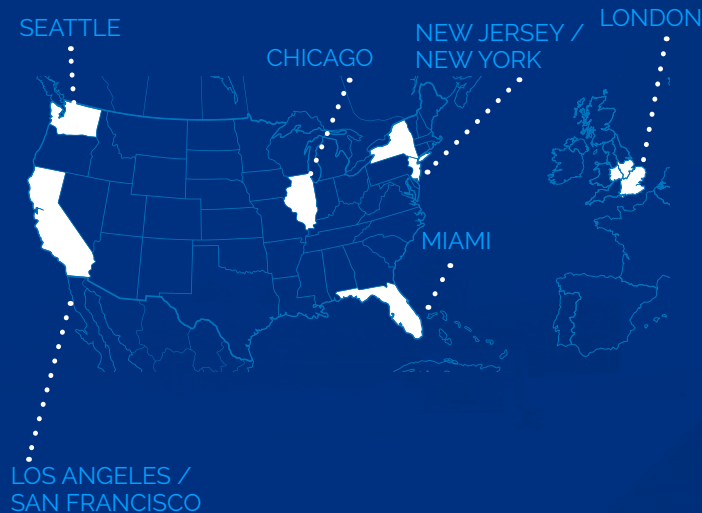 SEATTLE
CHICAGO
NEW JERSEY /
NEW YORK
LONDON
MIAMI
LOS ANGELES /
SAN FRANCISCO